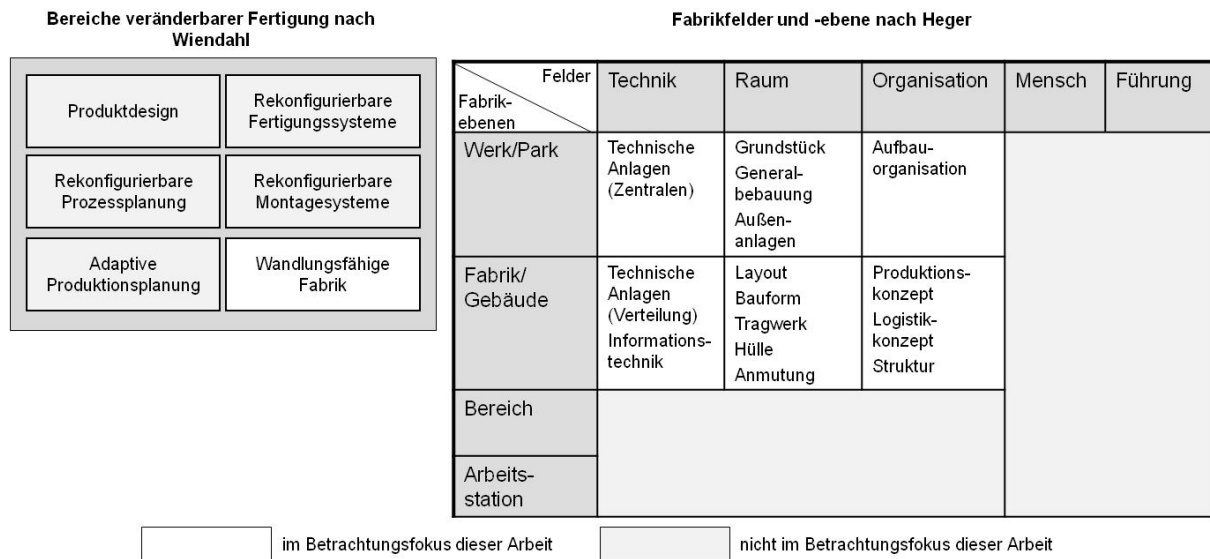 Bereiche veränderbarer Fertigung nach
Wiendahl
Produktdesign
Rekonfigurierbare
Fertigungssysteme
Rekonfigurierbare
Prozessplanung
Rekonfigurierbare
Montagesysteme
Adaptive
Produktionsplanung
Wandlungsfähige
Fabrik
Fabrikfelder und -ebene nach Heger
Felder
Fabrik-
ebenen
Technik
Raum
Organisation
Mensch
Führung
Werk/Park
Technische
Anlagen
(Zentralen)
Grundstück
General-
bebauung
Außen-
anlagen
Aufbau-
organisation
Fabrik/
Gebäude
Technische
Anlagen
(Verteilung)
Informations-
technik
Layout
Bauform
Tragwerk
Hülle
Anmutung
Produktions-
konzept
Logistik-
konzept
Struktur
Bereich
Arbeits-
station
im Betrachtungsfokus dieser Arbeit
nicht im Betrachtungsfokus dieser Arbeit